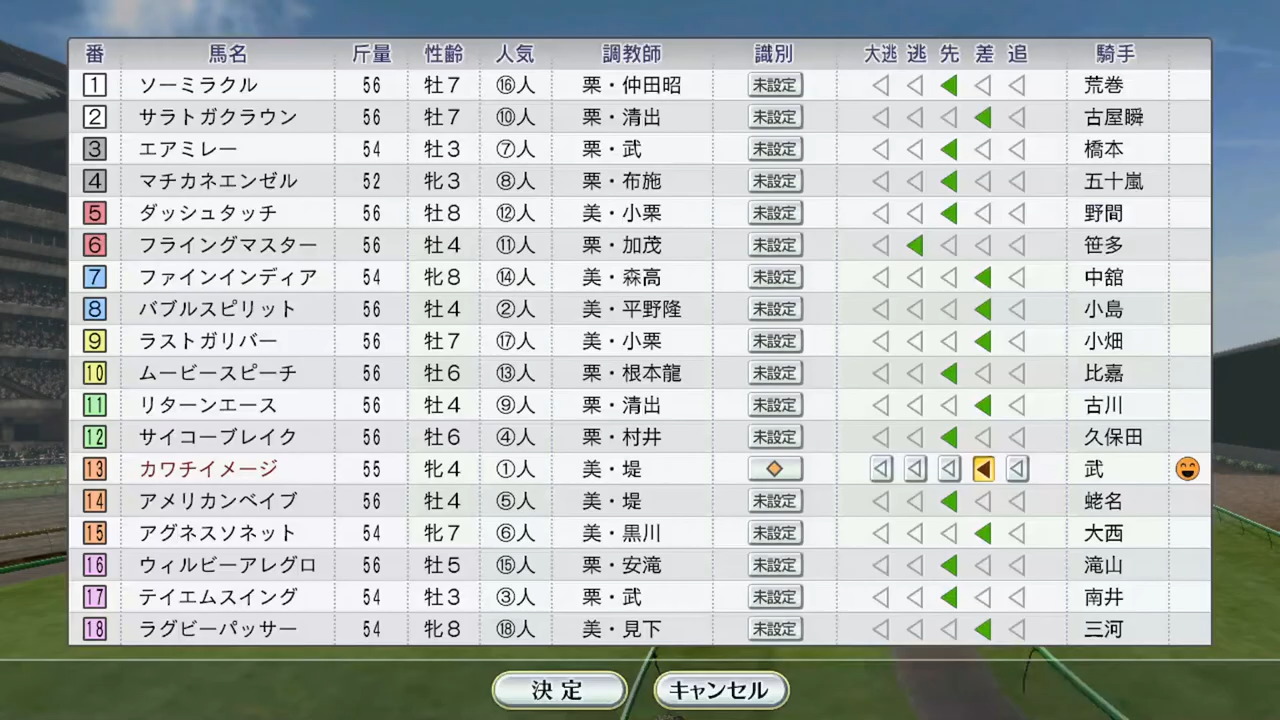 番 馬名 斤量 性齢 人気 調教師 識別 大逃 逃 先 差 追 騎手
1 ソーミラクル 56 牡7 ⑯人 栗・仲田昭 未設定 荒巻
2 サラトガクラウン 56 牡7 ⑩人 栗・清出 未設定 古屋瞬
3 エアミレー 54 牡3 ⑦人 栗・武 未設定 橋本
4 マチカネエンゼル 52 牝3 ⑧人 栗・布施 未設定 五十嵐
5 ダッシュタッチ 56 牡8 ⑫人 美・小栗 未設定 野間
6 フライングマスター 56 牡4 ⑪人 栗・加茂 未設定 笹多
7 ファインインディア 54 牝8 ⑭人 美・森高 未設定 中舘
8 バブルスピリット 56 牡4 ②人 美・平野隆 未設定 小島
9 ラストガリバー 56 牡7 ⑰人 美・小栗 未設定 小畑
10 ムービースピーチ 56 牡6 ⑬人 栗・根本龍 未設定 比嘉
11 リターンエース 56 牡4 ⑨人 栗・清出 未設定 古川
12 サイコーブレイク 56 牡6 ④人 栗・村井 未設定 久保田
13 カワチイメージ 55 牝4 ①人 美・堤 武
14 アメリカンベイブ 56 牡4 ⑤人 美・堤 未設定 蛯名
15 アグネスソネット 54 牝7 ⑥人 美・黒川 未設定 大西
16 ウィルビーアレグロ 56 牡5 ⑮人 栗・安滝 未設定 滝山
17 テイエムスイング 54 牡3 ③人 栗・武 未設定 南井
18 ラグビーパッサー 54 牝8 ⑱人 美・見下 未設定 三河
決定 キャンセル